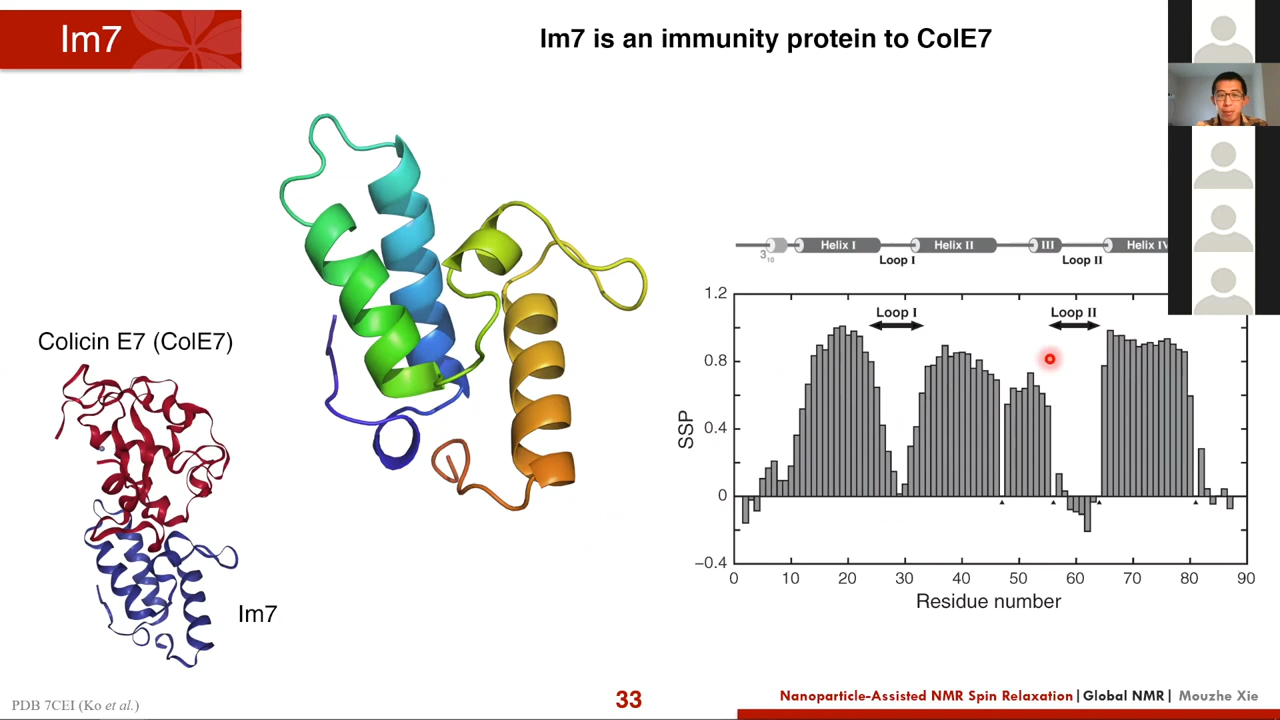 Im7
Im7 is an immunity protein to ColE7
Colicin E7 (ColE7)
Im7
3₁₀
Helix I
Helix II
III
Helix IV
Loop I
Loop II
1.2
0.8
0.4
0
−0.4
SSP
Loop I
Loop II
0 10 20 30 40 50 60 70 80 90
Residue number
PDB 7CEI (Ko et al.)
33
Nanoparticle-Assisted NMR Spin Relaxation | Global NMR | Mouzhe Xie